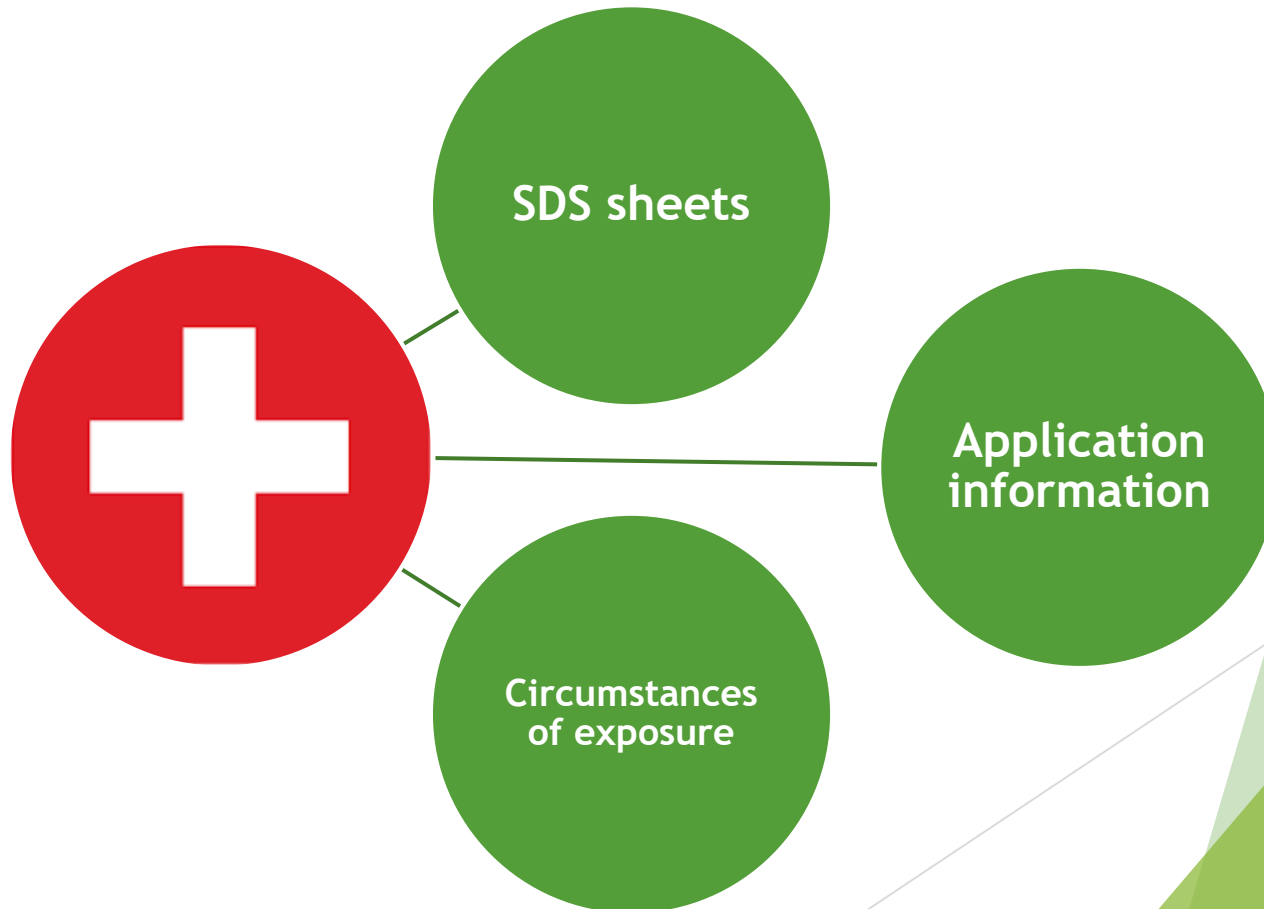 SDS sheets
Application
information
Circumstances
of exposure